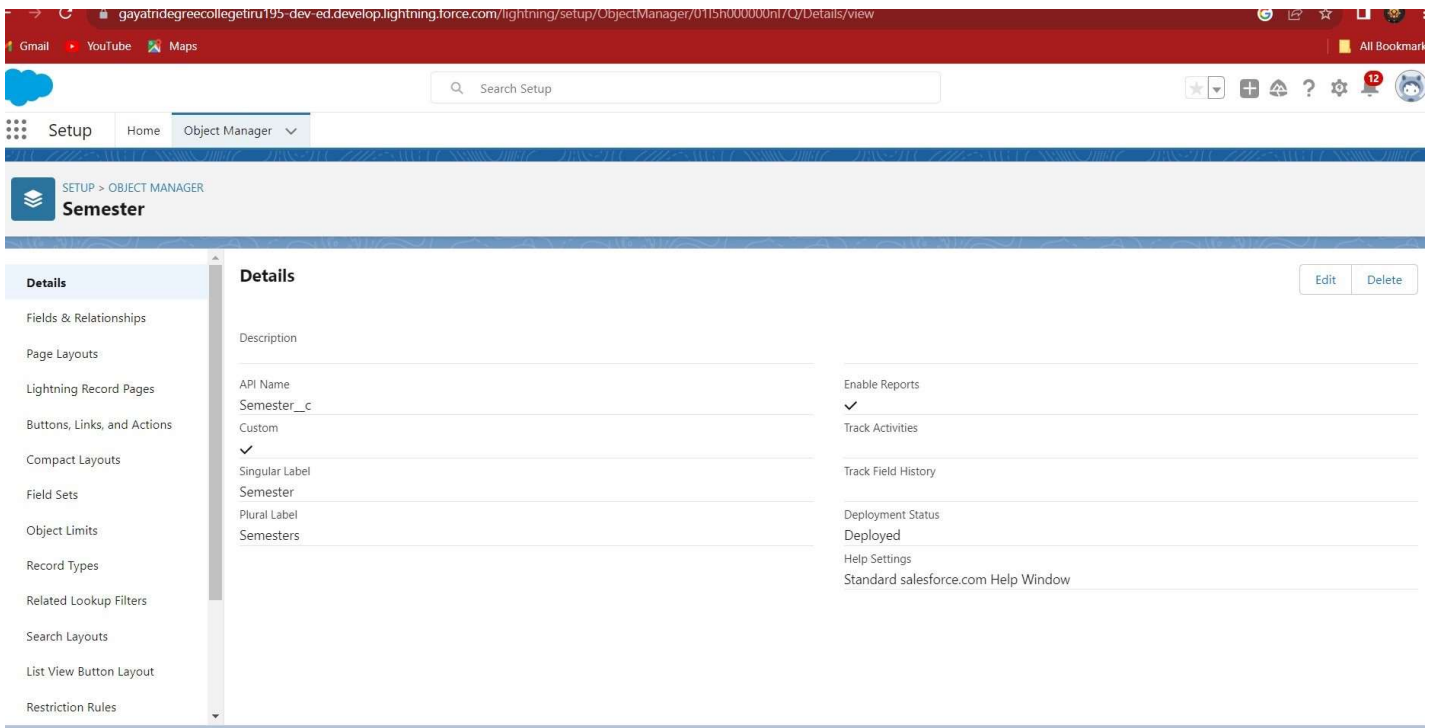 gayatridegreecollegetiru195-dev-ed.develop.lightning.force.com/lightning/setup/ObjectManager/01I5h000000nI7Q/Details/view
Gmail YouTube Maps All Bookmark
Search Setup
12
Setup Home Object Manager
SETUP > OBJECT MANAGER
Semester
Details
Fields & Relationships
Page Layouts
Lightning Record Pages
Buttons, Links, and Actions
Compact Layouts
Field Sets
Object Limits
Record Types
Related Lookup Filters
Search Layouts
List View Button Layout
Restriction Rules
Details
Edit Delete
Description
API Name
Semester__c
Custom
Singular Label
Semester
Plural Label
Semesters
Enable Reports
Track Activities
Track Field History
Deployment Status
Deployed
Help Settings
Standard salesforce.com Help Window